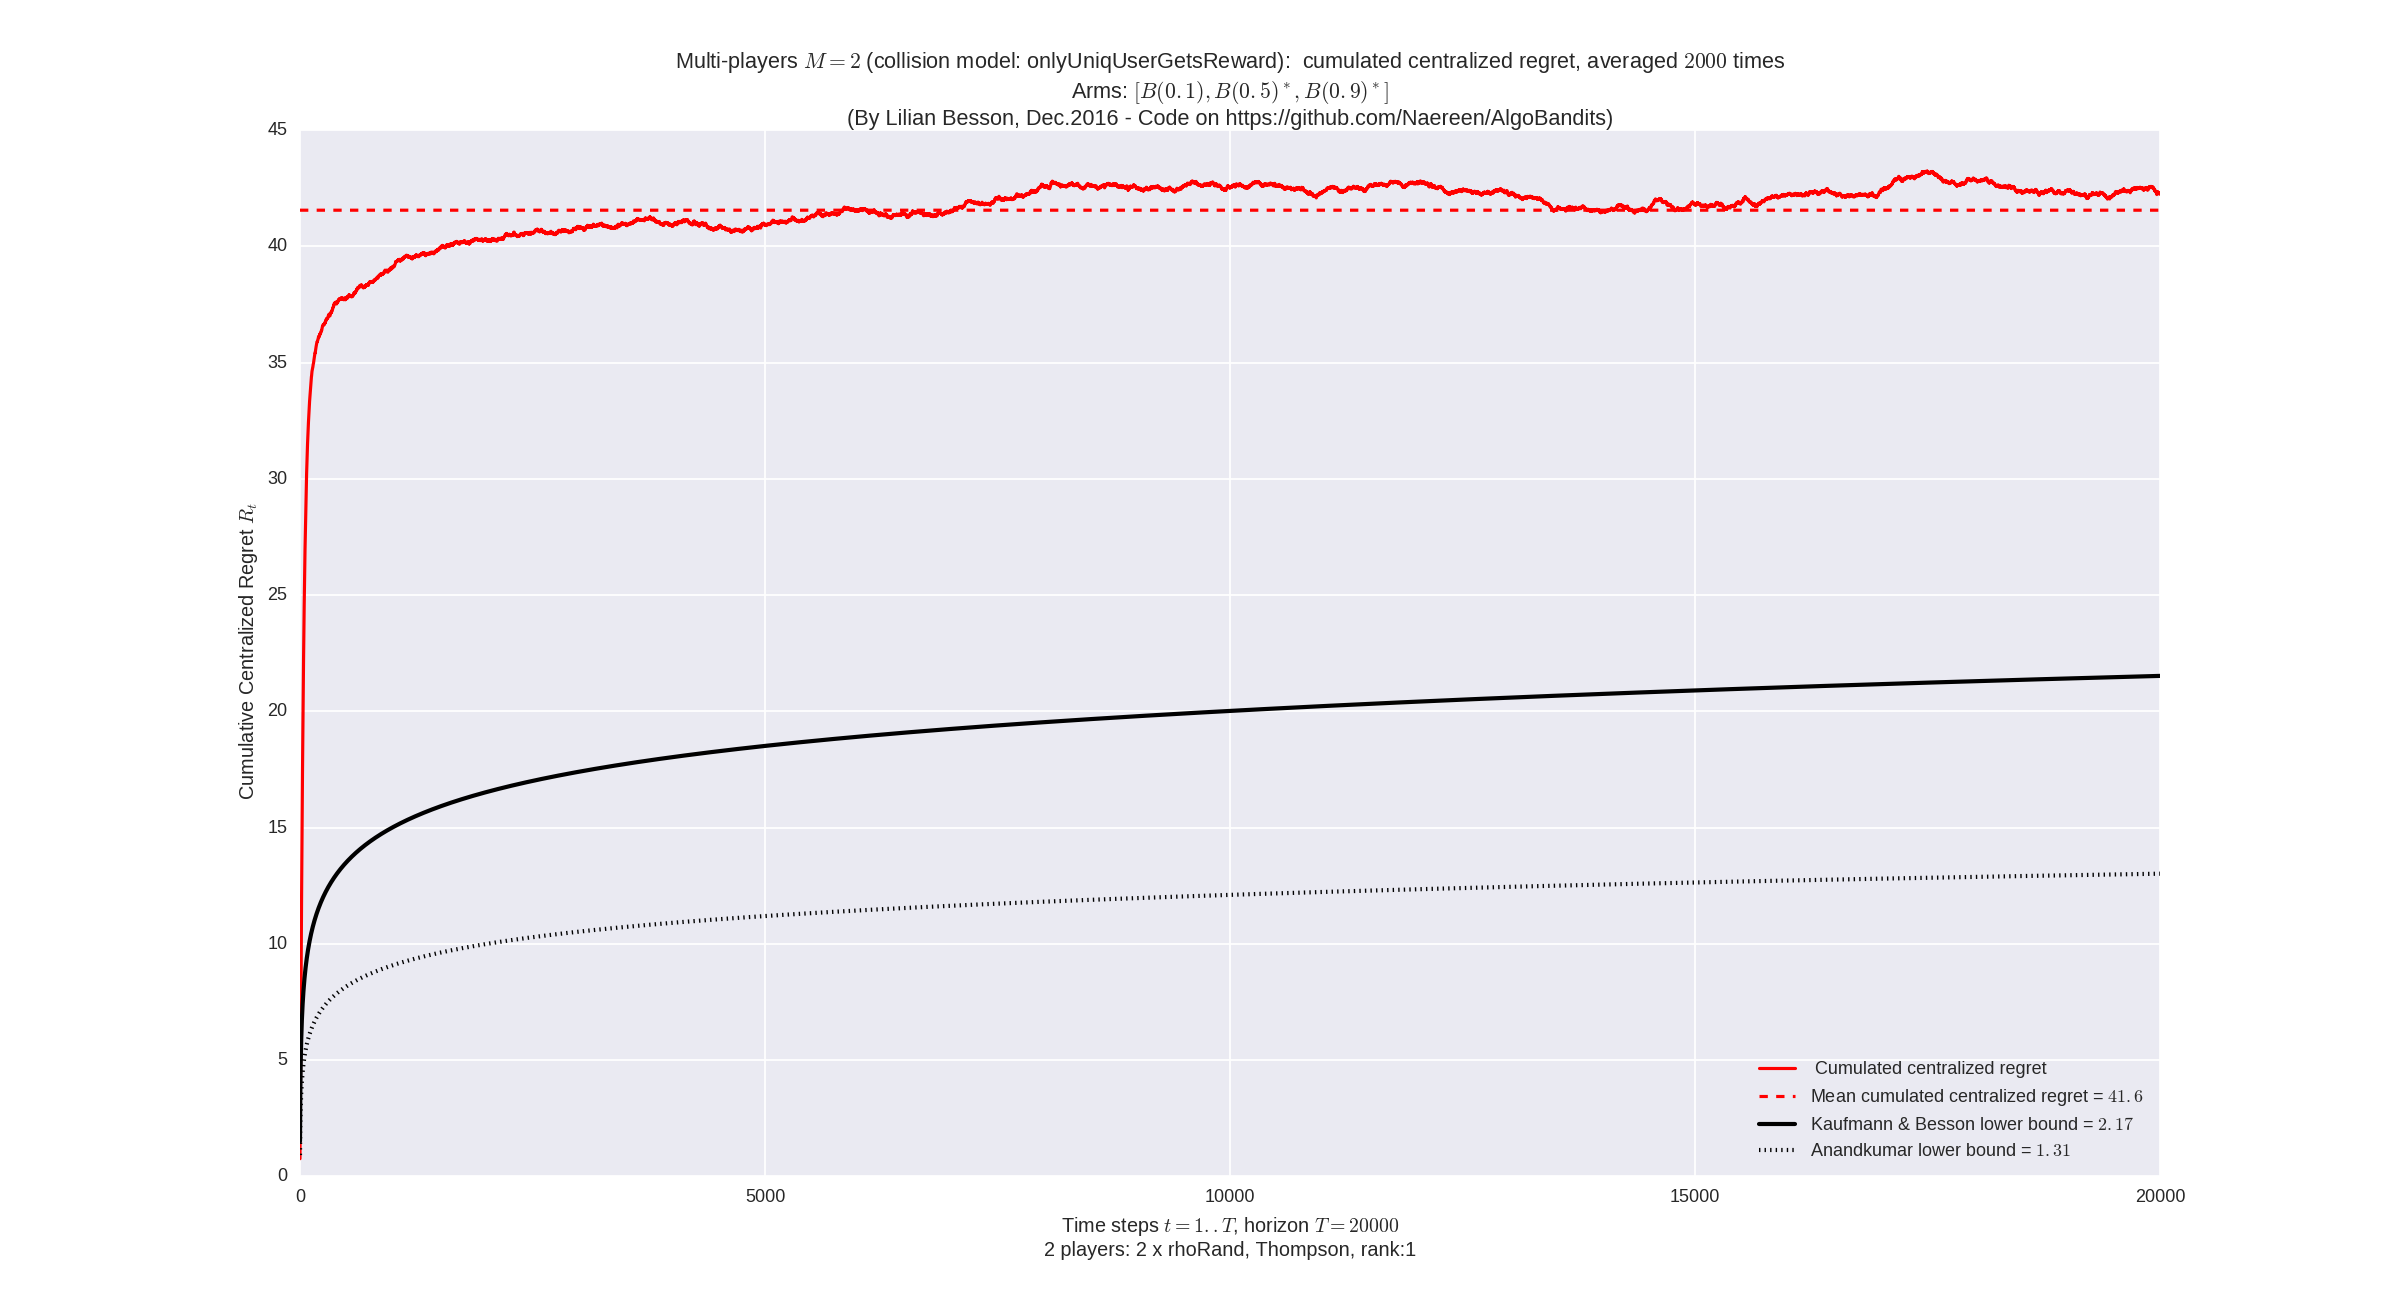 Multi-players M = 2 (collision model: onlyUniqUserGetsReward): cumulated centralized regret, averaged 2000 times
Arms: [B(0.1), B(0.5)*, B(0.9)*]
(By Lilian Besson, Dec.2016 - Code on https://github.com/Naereen/AlgoBandits)
45
40
35
30
25
20
15
10
5
0
Cumulative Centralized Regret R_t
Cumulated centralized regret
Mean cumulated centralized regret = 41.6
Kaufmann & Besson lower bound = 2.17
Anandkumar lower bound = 1.31
0 5000 10000 15000 20000
Time steps t = 1..T, horizon T = 20000
2 players: 2 x rhoRand, Thompson, rank:1